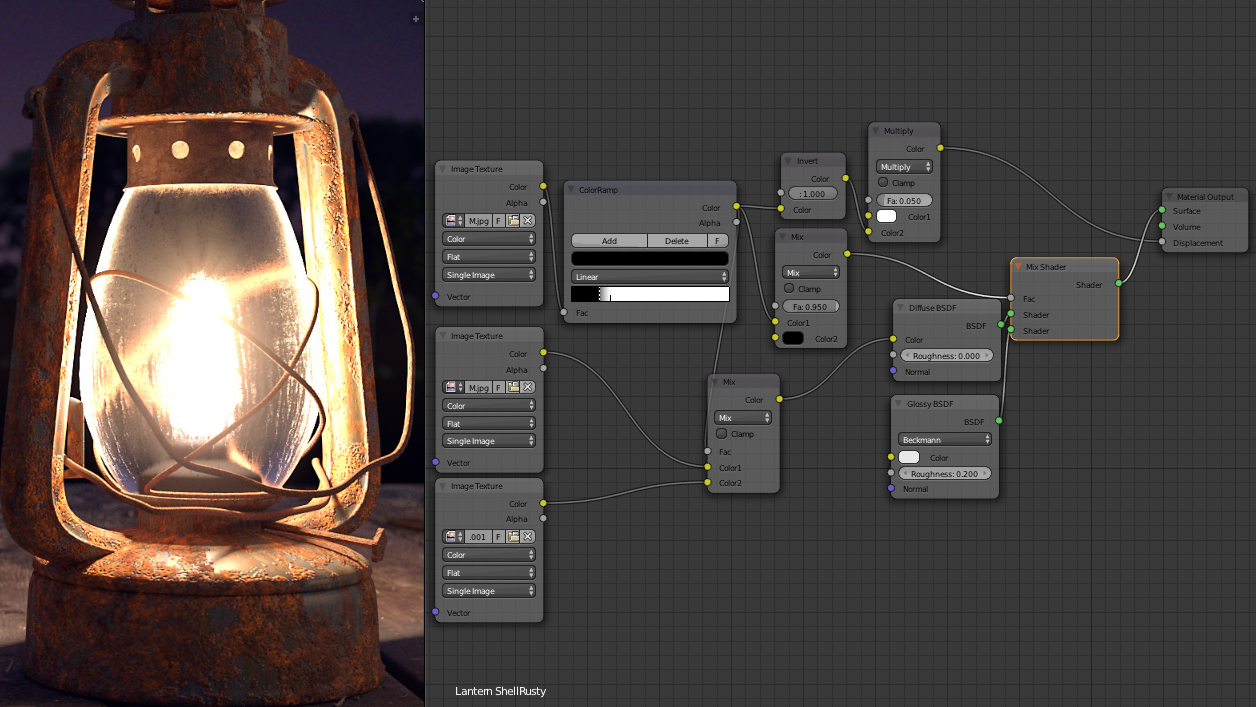 Image Texture
Color
Alpha
M.jpg F
Color
Flat
Single Image
Vector
Image Texture
Color
Alpha
M.jpg F
Color
Flat
Single Image
Vector
Image Texture
Color
Alpha
.001 F
Color
Flat
Single Image
Vector
ColorRamp
Color
Alpha
Add Delete F
Linear
Fac
Invert
Color
: 1.000
Color
Mix
Color
Mix
Clamp
Fa: 0.950
Color1
Color2
Multiply
Color
Multiply
Clamp
Fa: 0.050
Color1
Color2
Mix
Color
Mix
Clamp
Fac
Color1
Color2
Diffuse BSDF
BSDF
Color
Roughness: 0.000
Normal
Glossy BSDF
BSDF
Beckmann
Color
Roughness: 0.200
Normal
Mix Shader
Shader
Fac
Shader
Shader
Material Output
Surface
Volume
Displacement
Lantern ShellRusty